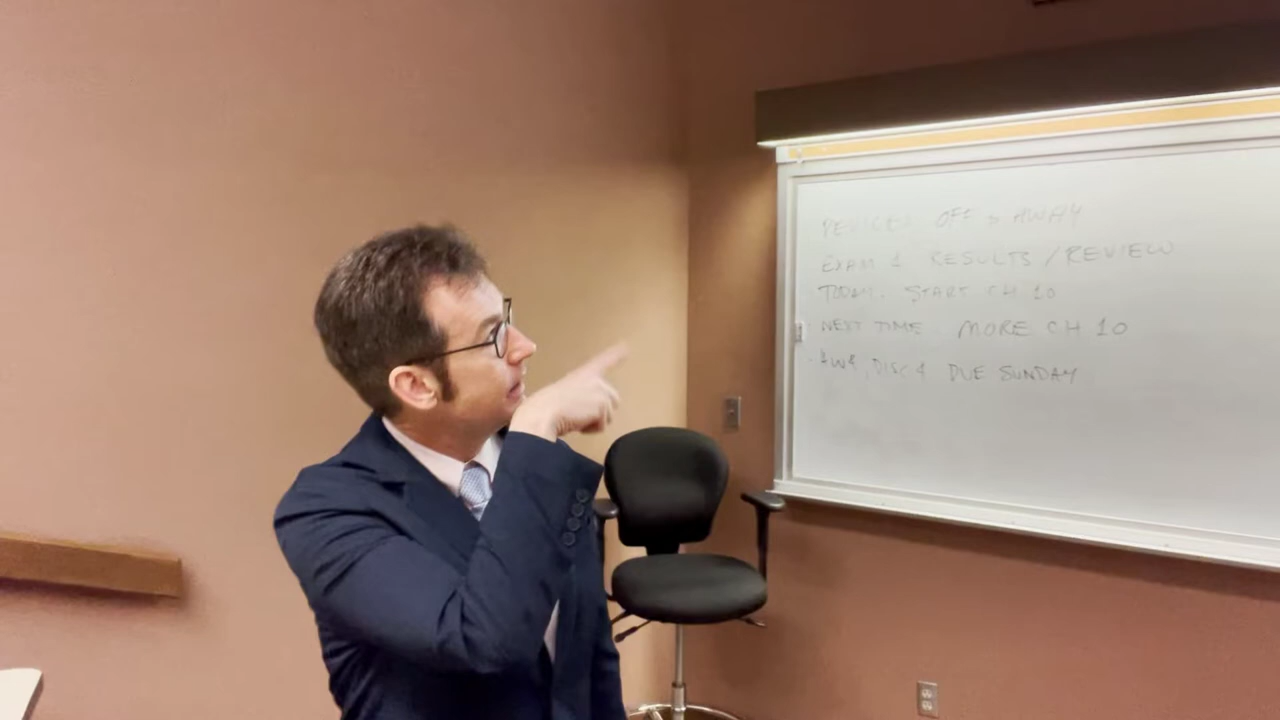 DEVICES OFF & AWAY
EXAM 1 RESULTS / REVIEW
TODAY: START CH 10
NEXT TIME: MORE CH 10
HW4, DISC 4 DUE SUNDAY